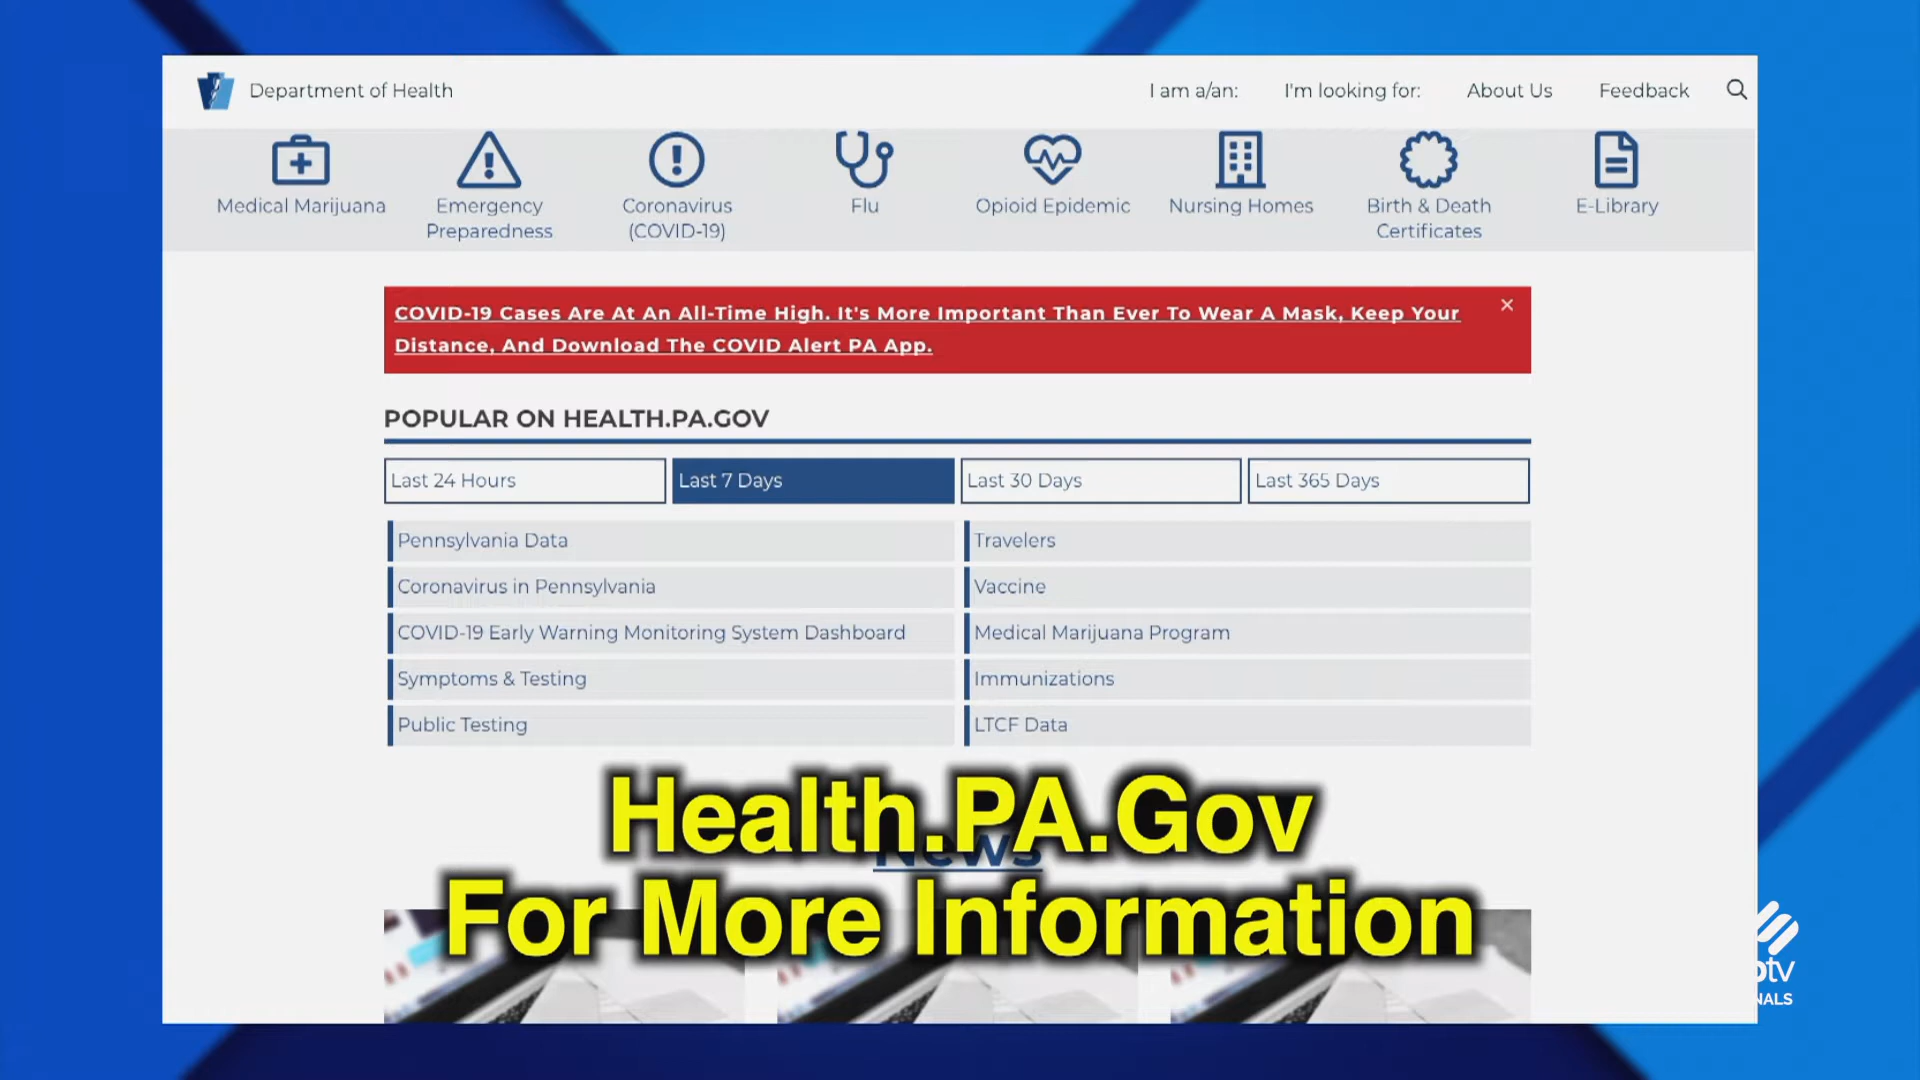 Department of Health
I am a/an:
I'm looking for:
About Us
Feedback
Medical Marijuana
Emergency
Preparedness
Coronavirus
(COVID-19)
Flu
Opioid Epidemic
Nursing Homes
Birth & Death
Certificates
E-Library
COVID-19 Cases Are At An All-Time High. It's More Important Than Ever To Wear A Mask, Keep Your
Distance, And Download The COVID Alert PA App.
POPULAR ON HEALTH.PA.GOV
Last 24 Hours
Last 7 Days
Last 30 Days
Last 365 Days
Pennsylvania Data
Travelers
Coronavirus in Pennsylvania
Vaccine
COVID-19 Early Warning Monitoring System Dashboard
Medical Marijuana Program
Symptoms & Testing
Immunizations
Public Testing
LTCF Data
Health.PA.Gov
News
For More Information